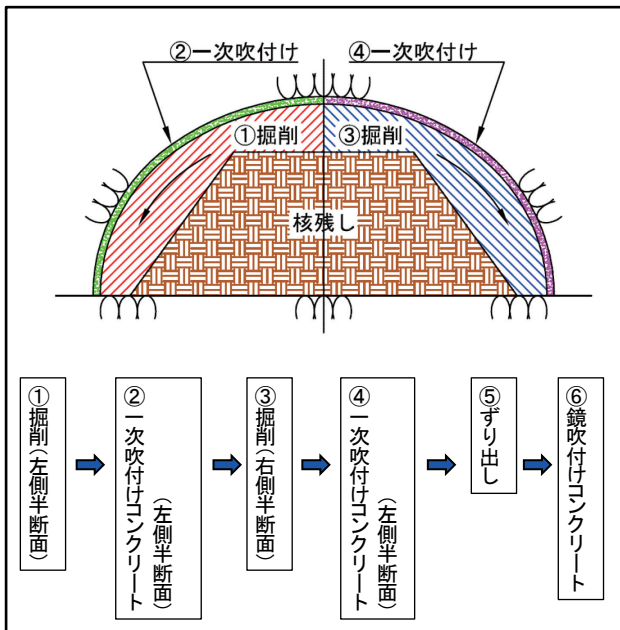 ②一次吹付け
④一次吹付け
①掘削
③掘削
核残し
①掘削(左側半断面)
②一次吹付けコンクリート
(左側半断面)
③掘削(右側半断面)
④一次吹付けコンクリート
(左側半断面)
⑤ずり出し
⑥鏡吹付けコンクリート